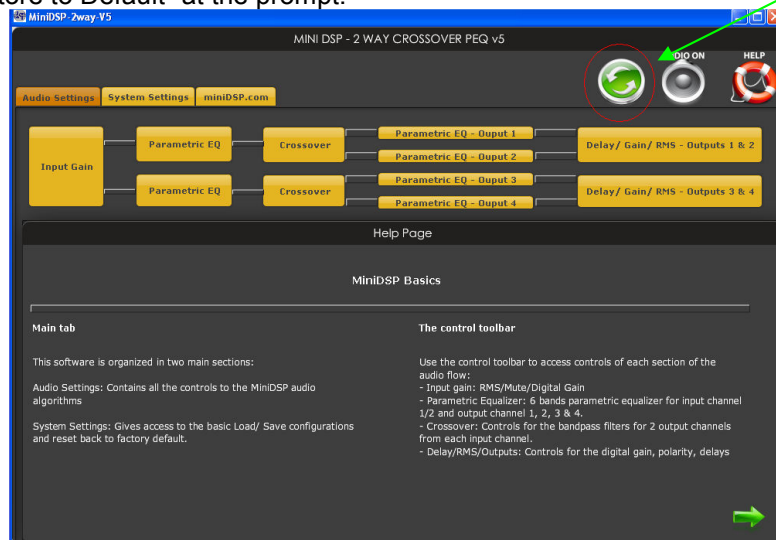 ters to Default" at the prompt.
MiniDSP-2way-V5
MINI DSP - 2 WAY CROSSOVER PEQ v5
DIO ON
HELP
Audio Settings
System Settings
miniDSP.com
Input Gain
Parametric EQ
Crossover
Parametric EQ - Ouput 1
Parametric EQ - Ouput 2
Delay/ Gain/ RMS - Outputs 1 & 2
Parametric EQ
Crossover
Parametric EQ - Ouput 3
Parametric EQ - Ouput 4
Delay/ Gain/ RMS - Outputs 3 & 4
Help Page
MiniDSP Basics
Main tab
This software is organized in two main sections:
Audio Settings: Contains all the controls to the MiniDSP audio
algorithms
System Settings: Gives access to the basic Load/ Save configurations
and reset back to factory default.
The control toolbar
Use the control toolbar to access controls of each section of the
audio flow:
- Input gain: RMS/Mute/Digital Gain
- Parametric Equalizer: 6 bands parametric equalizer for input channel
1/2 and output channel 1, 2, 3 & 4.
- Crossover: Controls for the bandpass filters for 2 output channels
from each input channel.
- Delay/RMS/Outputs: Controls for the digital gain, polarity, delays